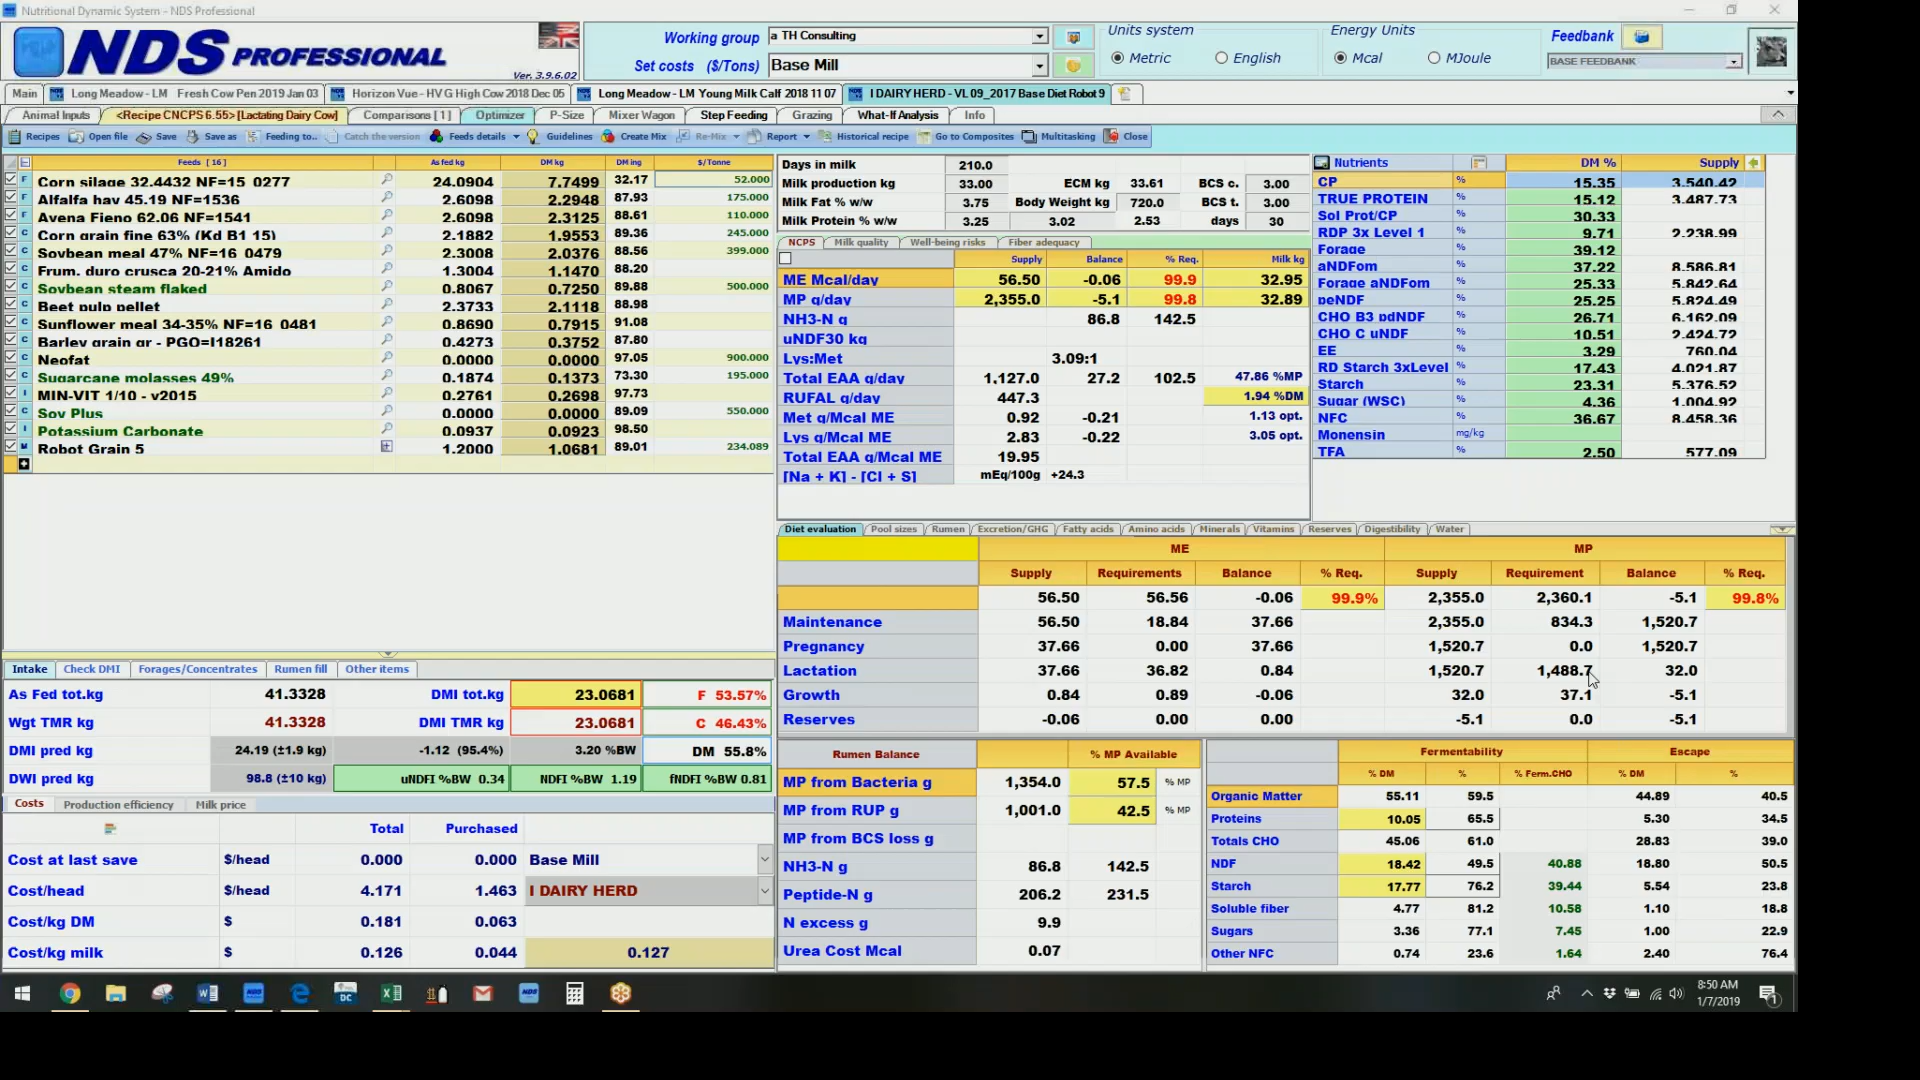 Nutritional Dynamic System - NDS Professional
NDS PROFESSIONAL
Ver. 3.9.6.02
Working group a TH Consulting
Set costs ($/Tons) Base Mill
Units system
Metric English
Energy Units
Mcal MJoule
Feedbank
BASE FEEDBANK
Main Long Meadow - LM Fresh Cow Pen 2019 Jan 03 Horizon Vue - HV G High Cow 2018 Dec 05 Long Meadow - LM Young Milk Calf 2018 11 07 I DAIRY HERD - VL 09_2017 Base Diet Robot 9
Animal Inputs <Recipe CNCPS 6.55> [Lactating Dairy Cow] Comparisons [ 1 ] Optimizer P-Size Mixer Wagon Step Feeding Grazing What-If Analysis Info
Recipes Open file Save Save as Feeding to.. Catch the version Feeds details Guidelines Create Mix Re-Mix Report Historical recipe Go to Composites Multitasking Close
Feeds [ 16 ] As fed kg DM kg DM ing $/Tonne
F Corn silage 32.4432 NF=15_0277 24.0904 7.7499 32.17 52.000
F Alfalfa hay 45.19 NF=1536 2.6098 2.2948 87.93 175.000
F Avena Fieno 62.06 NF=1541 2.6098 2.3125 88.61 110.000
C Corn grain fine 63% (Kd B1 15) 2.1882 1.9553 89.36 245.000
C Soybean meal 47% NF=16_0479 2.3008 2.0376 88.56 399.000
C Frum. duro crusca 20-21% Amido 1.3004 1.1470 88.20
C Soybean steam flaked 0.8067 0.7250 89.88 500.000
F Beet pulp pellet 2.3733 2.1118 88.98
C Sunflower meal 34-35% NF=16_0481 0.8690 0.7915 91.08
C Barley grain gr - PGO=I18261 0.4273 0.3752 87.80
C Neofat 0.0000 0.0000 97.05 900.000
C Sugarcane molasses 49% 0.1874 0.1373 73.30 195.000
I MIN-VIT 1/10 - v2015 0.2761 0.2698 97.73
C Soy Plus 0.0000 0.0000 89.09 550.000
I Potassium Carbonate 0.0937 0.0923 98.50
M Robot Grain 5 1.2000 1.0681 89.01 234.089
Days in milk 210.0
Milk production kg 33.00 ECM kg 33.61 BCS c. 3.00
Milk Fat % w/w 3.75 Body Weight kg 720.0 BCS t. 3.00
Milk Protein % w/w 3.25 3.02 2.53 days 30
NCPS Milk quality Well-being risks Fiber adequacy
Supply Balance % Req. Milk kg
ME Mcal/day 56.50 -0.06 99.9 32.95
MP g/day 2,355.0 -5.1 99.8 32.89
NH3-N g 86.8 142.5
uNDF30 kg
Lys:Met 3.09:1
Total EAA g/day 1,127.0 27.2 102.5 47.86 %MP
RUFAL g/day 447.3 1.94 %DM
Met g/Mcal ME 0.92 -0.21 1.13 opt.
Lys g/Mcal ME 2.83 -0.22 3.05 opt.
Total EAA g/Mcal ME 19.95
[Na + K] - [Cl + S] mEq/100g +24.3
Nutrients DM % Supply
CP % 15.35 3,540.42
TRUE PROTEIN % 15.12 3,487.73
Sol Prot/CP % 30.33
RDP 3x Level 1 % 9.71 2,238.99
Forage % 39.12
aNDFom % 37.22 8,586.81
Forage aNDFom % 25.33 5,842.64
peNDF % 25.25 5,824.49
CHO B3 pdNDF % 26.71 6,162.09
CHO C uNDF % 10.51 2,424.72
EE % 3.29 760.04
RD Starch 3xLevel % 17.43 4,021.87
Starch % 23.31 5,376.52
Sugar (WSC) % 4.36 1,004.92
NFC % 36.67 8,458.36
Monensin mg/kg
TFA % 2.50 577.09
Diet evaluation Pool sizes Rumen Excretion/GHG Fatty acids Amino acids Minerals Vitamins Reserves Digestibility Water
ME MP
Supply Requirements Balance % Req. Supply Requirement Balance % Req.
56.50 56.56 -0.06 99.9% 2,355.0 2,360.1 -5.1 99.8%
Maintenance 56.50 18.84 37.66 2,355.0 834.3 1,520.7
Pregnancy 37.66 0.00 37.66 1,520.7 0.0 1,520.7
Lactation 37.66 36.82 0.84 1,520.7 1,488.7 32.0
Growth 0.84 0.89 -0.06 32.0 37.1 -5.1
Reserves -0.06 0.00 0.00 -5.1 0.0 -5.1
Intake Check DMI Forages/Concentrates Rumen fill Other items
As Fed tot.kg 41.3328 DMI tot.kg 23.0681 F 53.57%
Wgt TMR kg 41.3328 DMI TMR kg 23.0681 C 46.43%
DMI pred kg 24.19 (±1.9 kg) -1.12 (95.4%) 3.20 %BW DM 55.8%
DWI pred kg 98.8 (±10 kg) uNDFI %BW 0.34 NDFI %BW 1.19 fNDFI %BW 0.81
Costs Production efficiency Milk price
Total Purchased
Cost at last save $/head 0.000 0.000 Base Mill
Cost/head $/head 4.171 1.463 I DAIRY HERD
Cost/kg DM $ 0.181 0.063
Cost/kg milk $ 0.126 0.044 0.127
Rumen Balance % MP Available
MP from Bacteria g 1,354.0 57.5 % MP
MP from RUP g 1,001.0 42.5 % MP
MP from BCS loss g
NH3-N g 86.8 142.5
Peptide-N g 206.2 231.5
N excess g 9.9
Urea Cost Mcal 0.07
Fermentability Escape
% DM % % Ferm.CHO % DM %
Organic Matter 55.11 59.5 44.89 40.5
Proteins 10.05 65.5 5.30 34.5
Totals CHO 45.06 61.0 28.83 39.0
NDF 18.42 49.5 40.88 18.80 50.5
Starch 17.77 76.2 39.44 5.54 23.8
Soluble fiber 4.77 81.2 10.58 1.10 18.8
Sugars 3.36 77.1 7.45 1.00 22.9
Other NFC 0.74 23.6 1.64 2.40 76.4
8:50 AM
1/7/2019